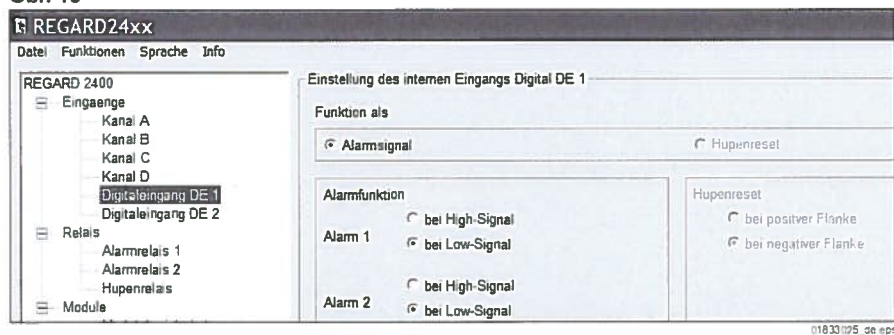 REGARD24xx
Datei Funktionen Sprache Info
REGARD 2400
Eingaenge
Kanal A
Kanal B
Kanal C
Kanal D
Digitaleingang DE 1
Digitaleingang DE 2
Relais
Alarmrelais 1
Alarmrelais 2
Hupenrelais
Module
Einstellung des internen Eingangs Digital DE 1
Funktion als
Alarmsignal
Hupenreset
Alarmfunktion
Alarm 1
bei High-Signal
bei Low-Signal
Alarm 2
bei High-Signal
bei Low-Signal
Hupenreset
bei positver Flanke
bei negativer Flanke